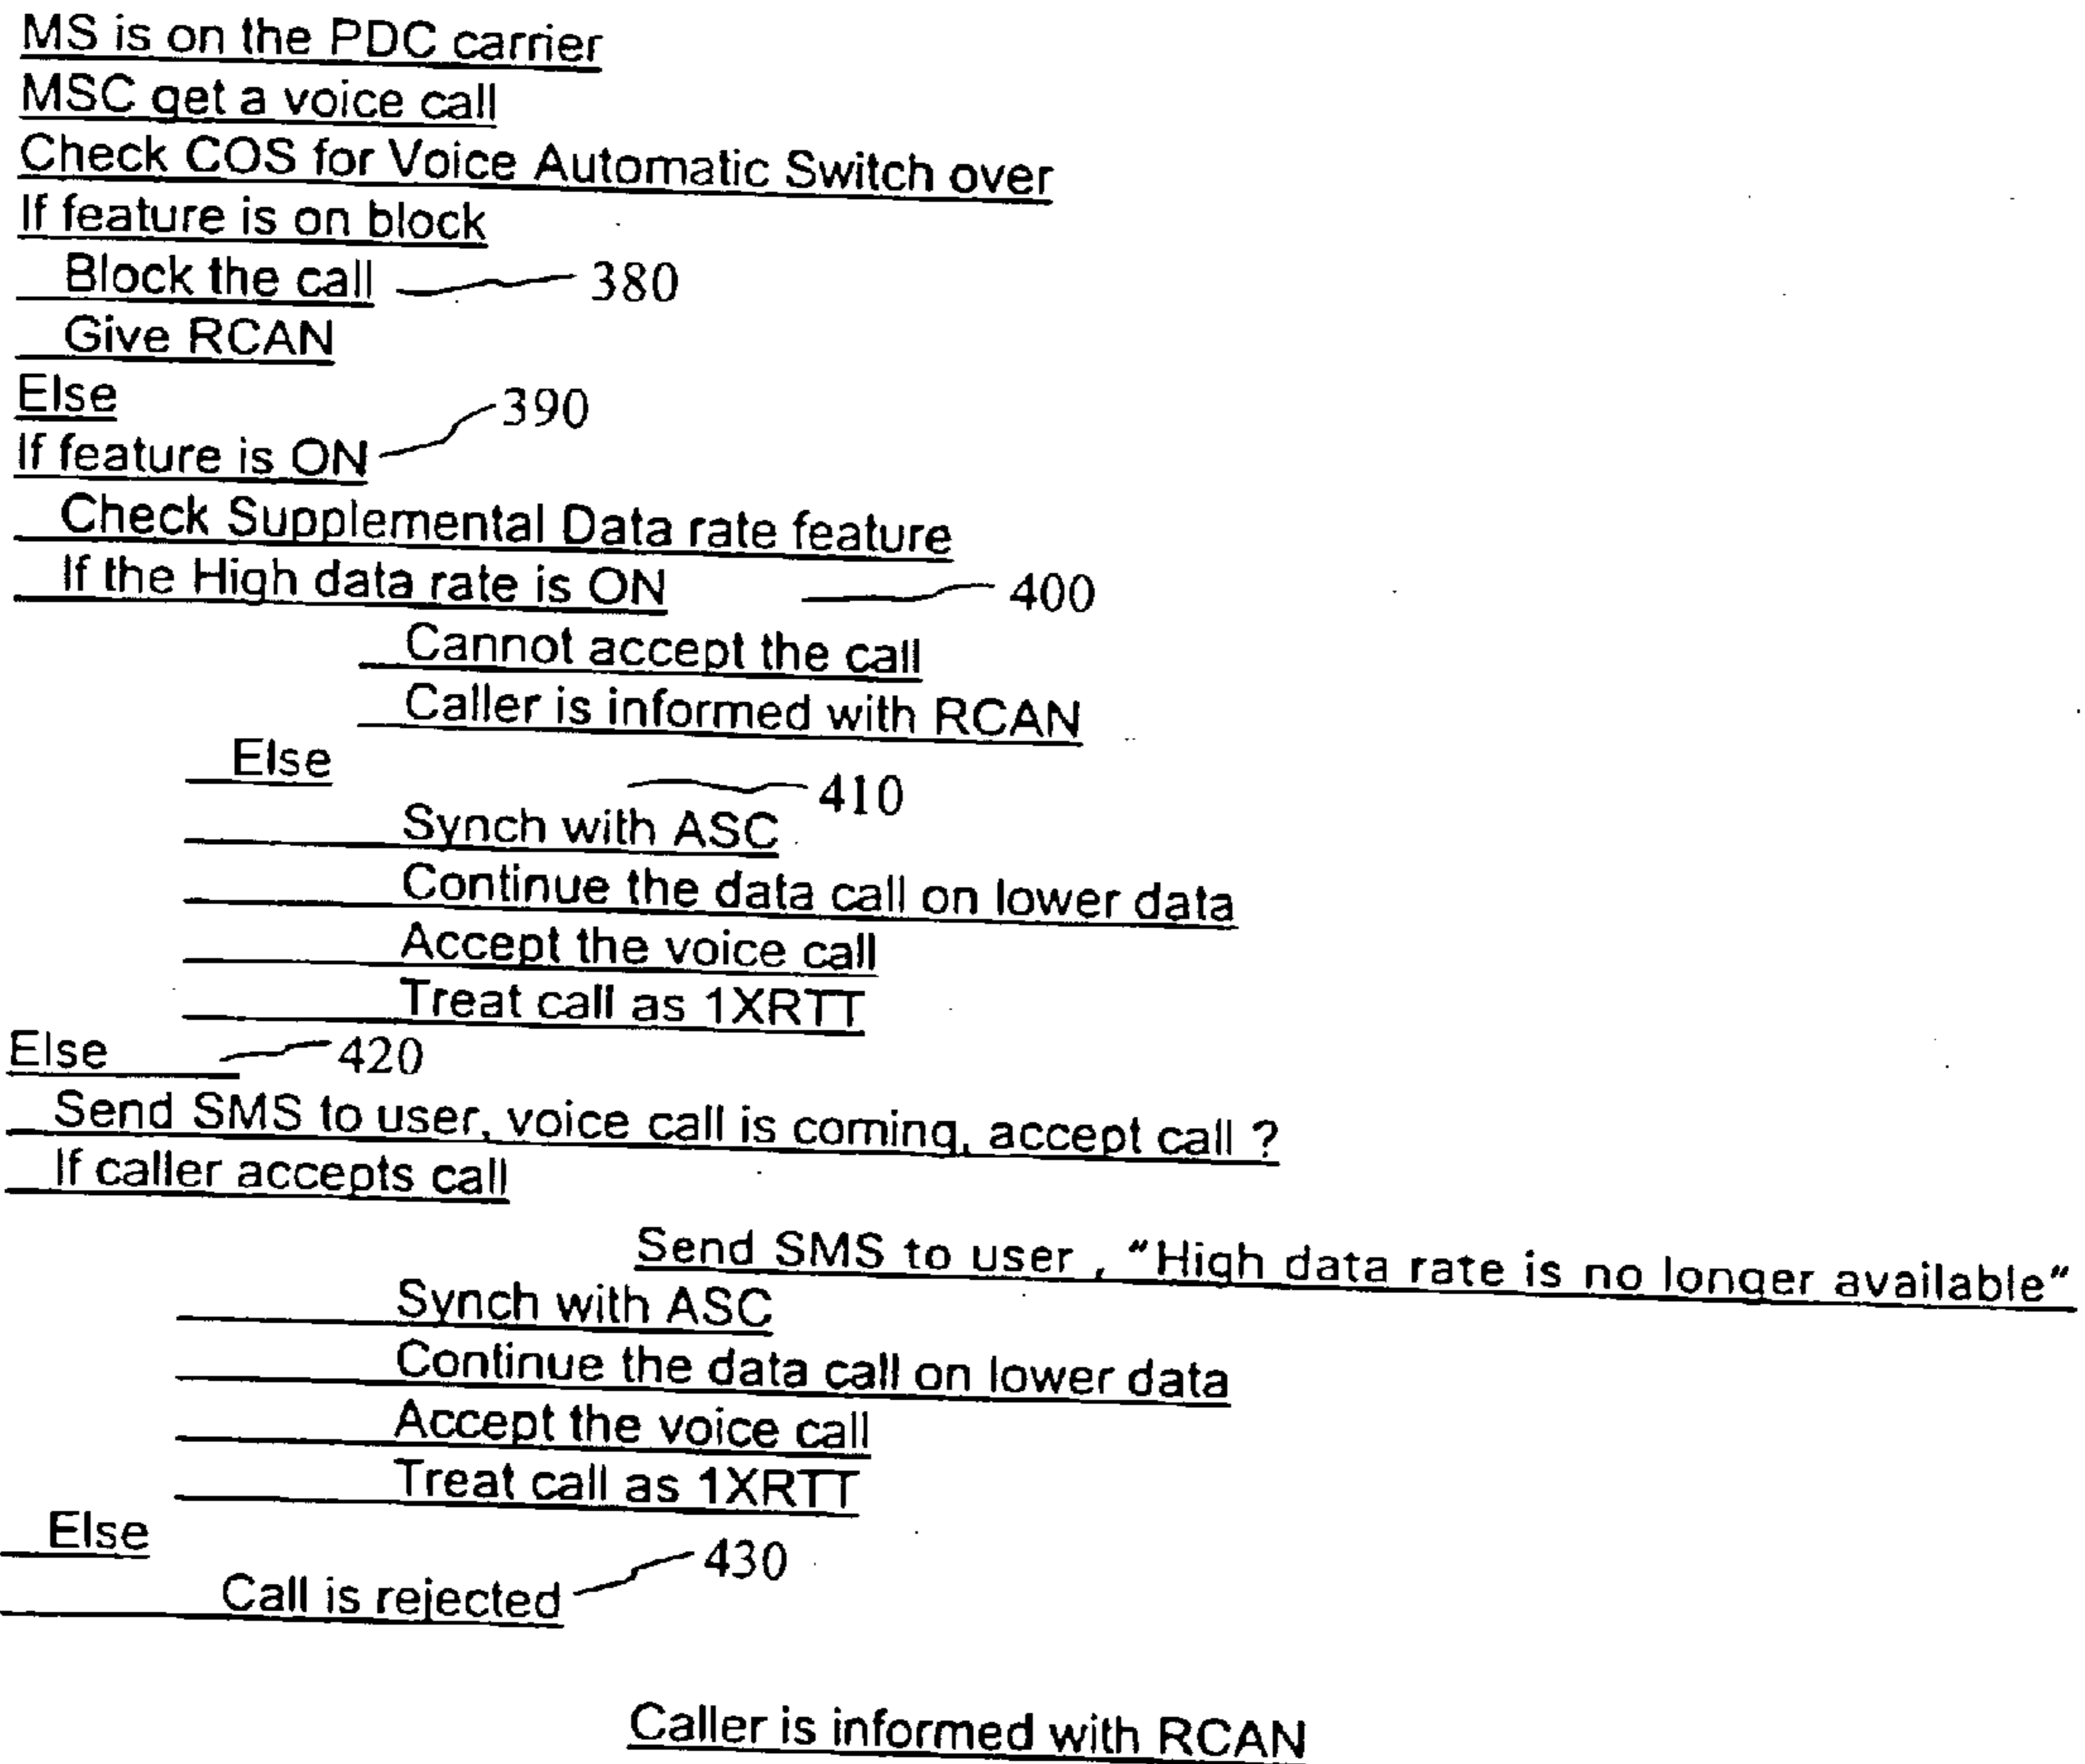 MS is on the PDC carrier
MSC get a voice call
Check COS for Voice Automatic Switch over
If feature is on block
Block the call 380
Give RCAN
Else
390
If feature is ON
Check Supplemental Data rate feature
If the High data rate is ON 400
Cannot accept the call
Caller is informed with RCAN
Else
410
Synch with ASC
Continue the data call on lower data
Accept the voice call
Treat call as 1XRTT
Else 420
Send SMS to user, voice call is coming, accept call ?
If caller accepts call
Send SMS to user , “High data rate is no longer available”
Synch with ASC
Continue the data call on lower data
Accept the voice call
Treat call as 1XRTT
Else
430
Call is rejected
Caller is informed with RCAN